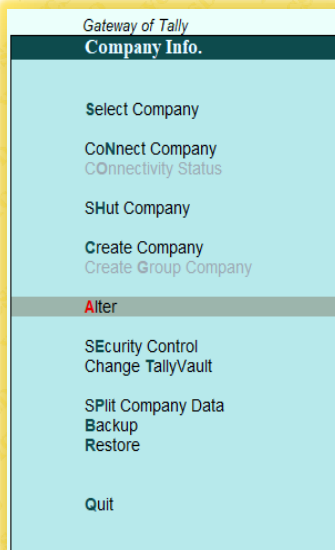 Gateway of Tally
Company Info.
Select Company
CoNnect Company
COnnectivity Status
SHut Company
Create Company
Create Group Company
Alter
SEcurity Control
Change TallyVault
SPlit Company Data
Backup
Restore
Quit